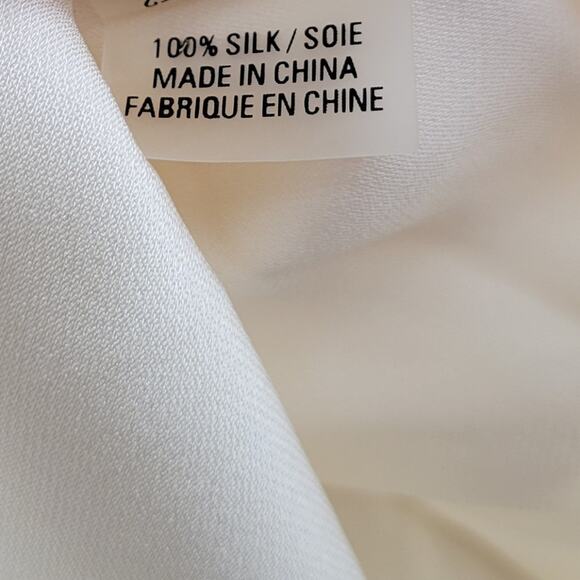 100% SILK / SOIE
MADE IN CHINA
FABRIQUE EN CHINE